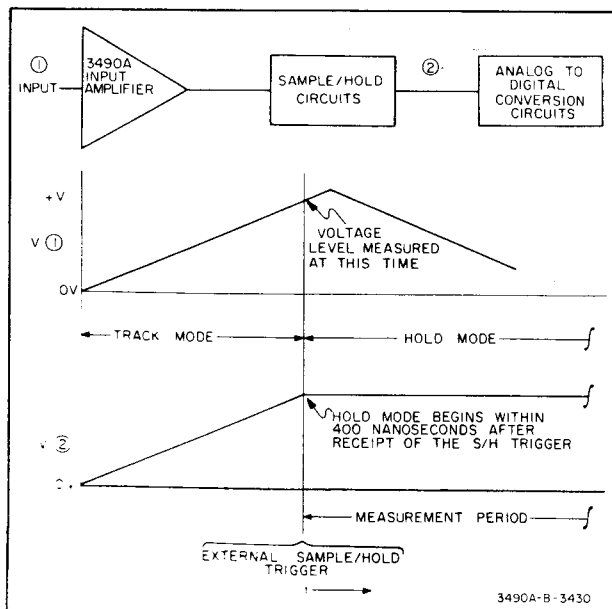 ①
INPUT
3490A
INPUT
AMPLIFIER
SAMPLE/HOLD
CIRCUITS
②
ANALOG TO
DIGITAL
CONVERSION
CIRCUITS
+V
V ①
OV
VOLTAGE
LEVEL MEASURED
AT THIS TIME
TRACK MODE
HOLD MODE
V ②
HOLD MODE BEGINS WITHIN
400 NANOSECONDS AFTER
RECEIPT OF THE S/H TRIGGER
MEASUREMENT PERIOD
EXTERNAL SAMPLE/HOLD
TRIGGER
3490A-B-3430